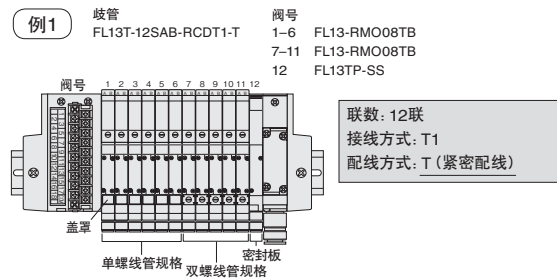 例1
歧管
FL13T-12SAB-RCDT1-T
阀号
1–6 FL13-RMO08TB
7–11 FL13-RMO08TB
12 FL13TP-SS
阀号
1 2 3 4 5 6 7 8 9 10 11 12
联数: 12联
接线方式: T1
配线方式: T (紧密配线)
盖罩
单螺线管规格
双螺线管规格
密封板